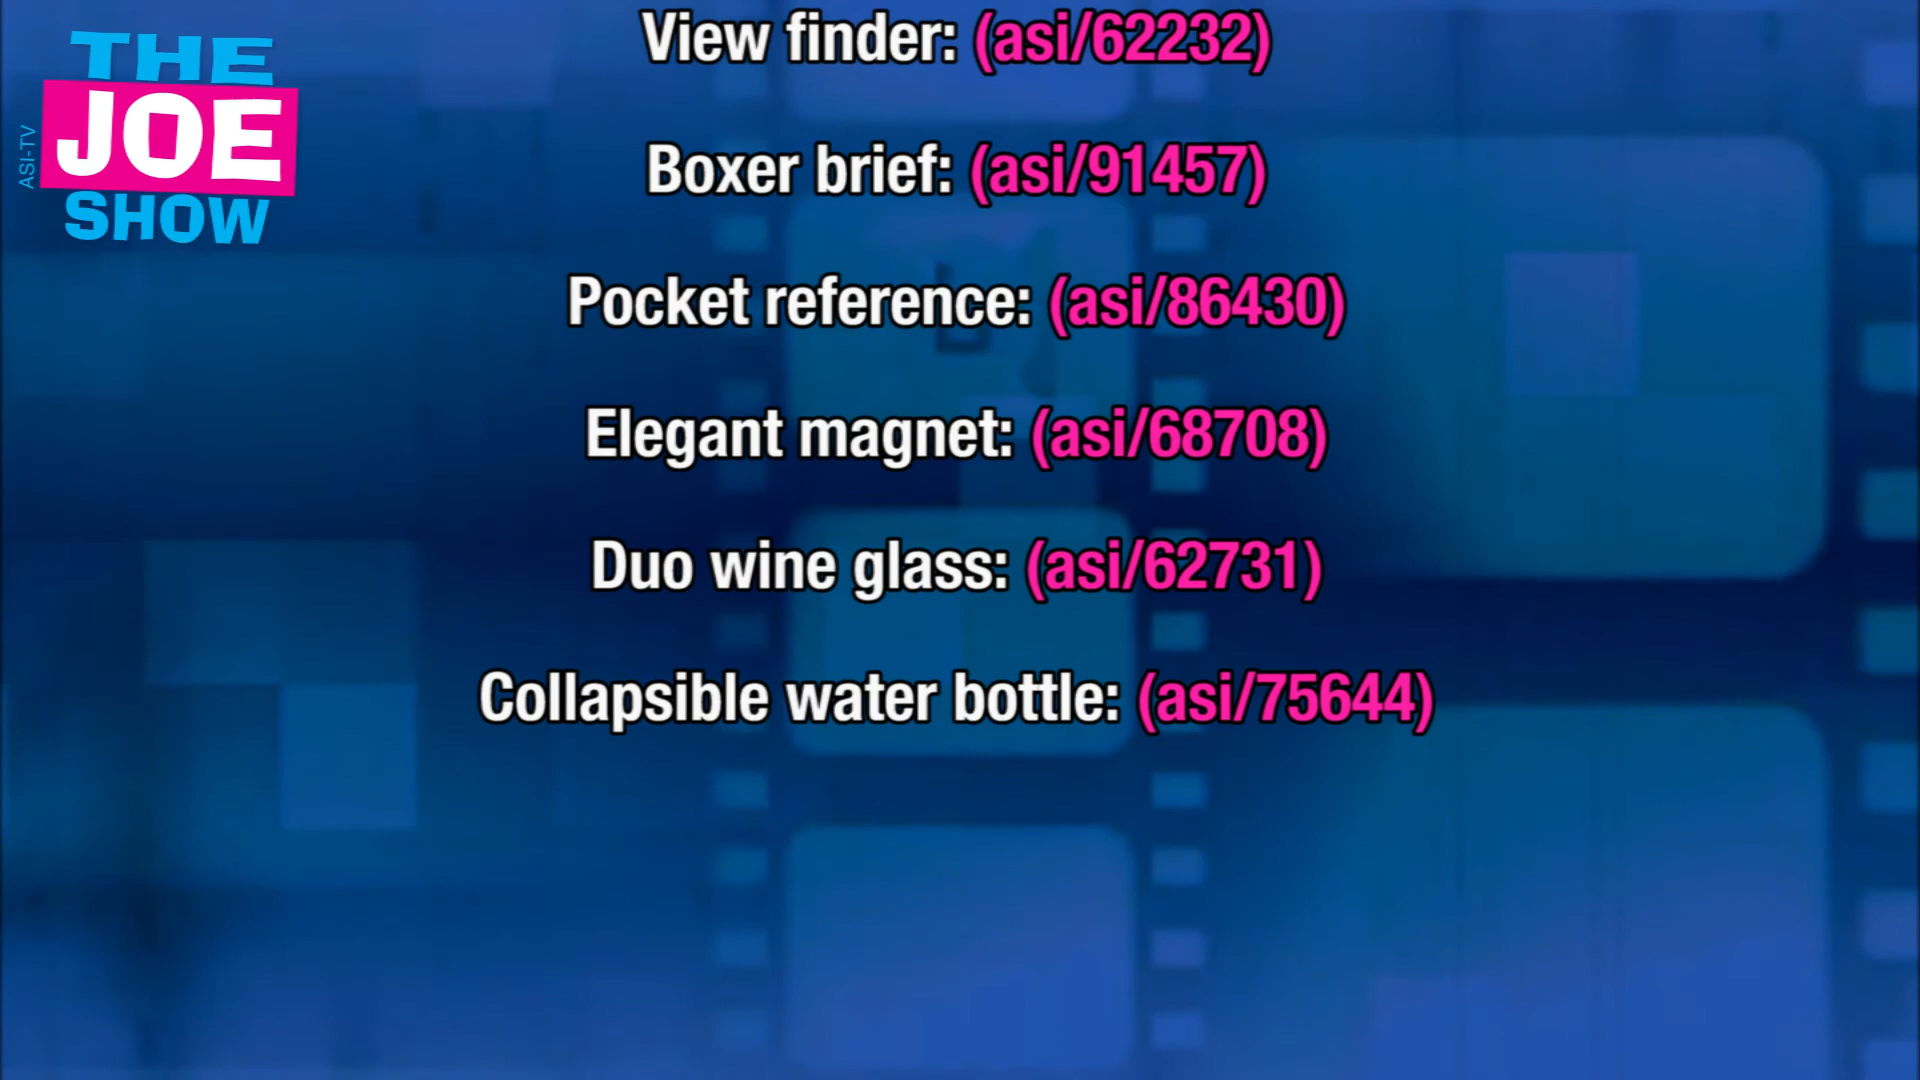 THE
JOE
SHOW
ASI-TV
View finder: (asi/62232)
Boxer brief: (asi/91457)
Pocket reference: (asi/86430)
Elegant magnet: (asi/68708)
Duo wine glass: (asi/62731)
Collapsible water bottle: (asi/75644)